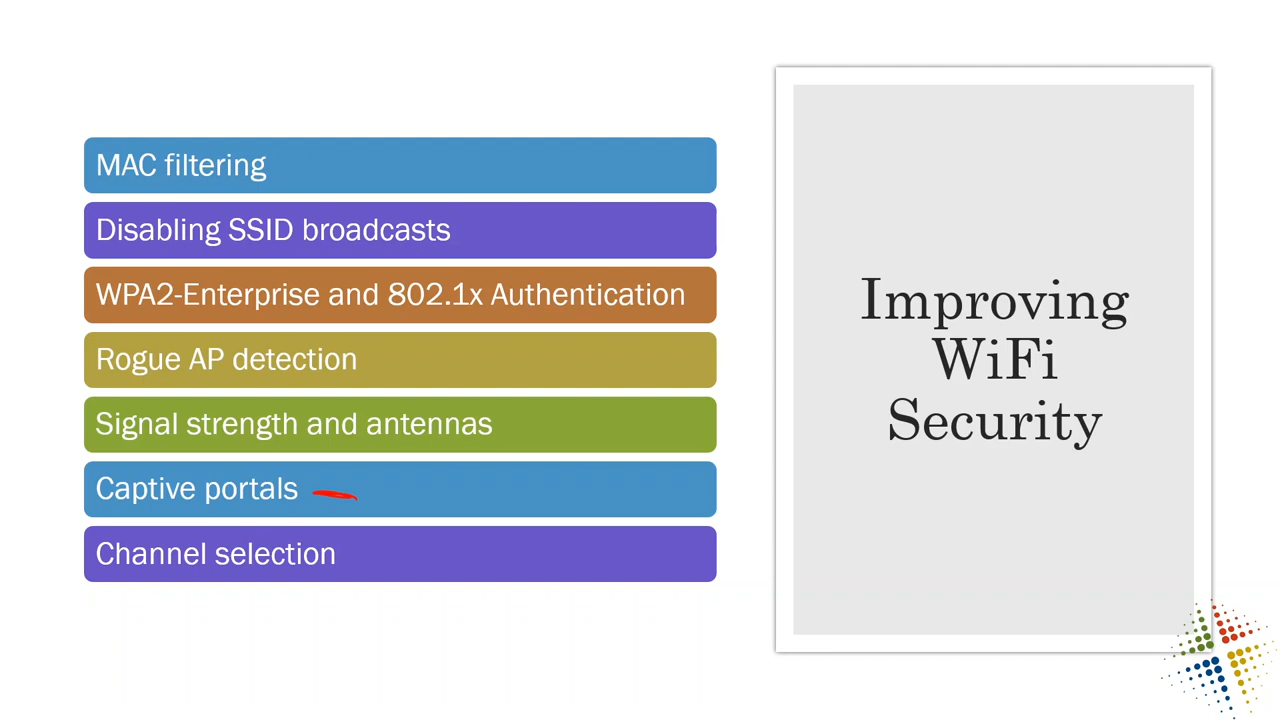 MAC filtering
Disabling SSID broadcasts
WPA2-Enterprise and 802.1x Authentication
Rogue AP detection
Signal strength and antennas
Captive portals
Channel selection
Improving
WiFi
Security